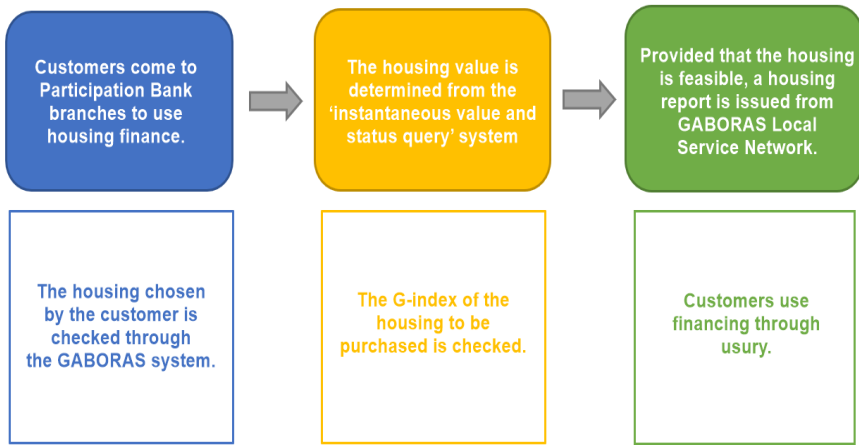 Customers come to
Participation Bank
branches to use
housing finance.
The housing value is
determined from the
‘instantaneous value and
status query’ system
Provided that the housing
is feasible, a housing
report is issued from
GABORAS Local
Service Network.
The housing chosen
by the customer is
checked through
the GABORAS system.
The G-index of the
housing to be
purchased is checked.
Customers use
financing through
usury.